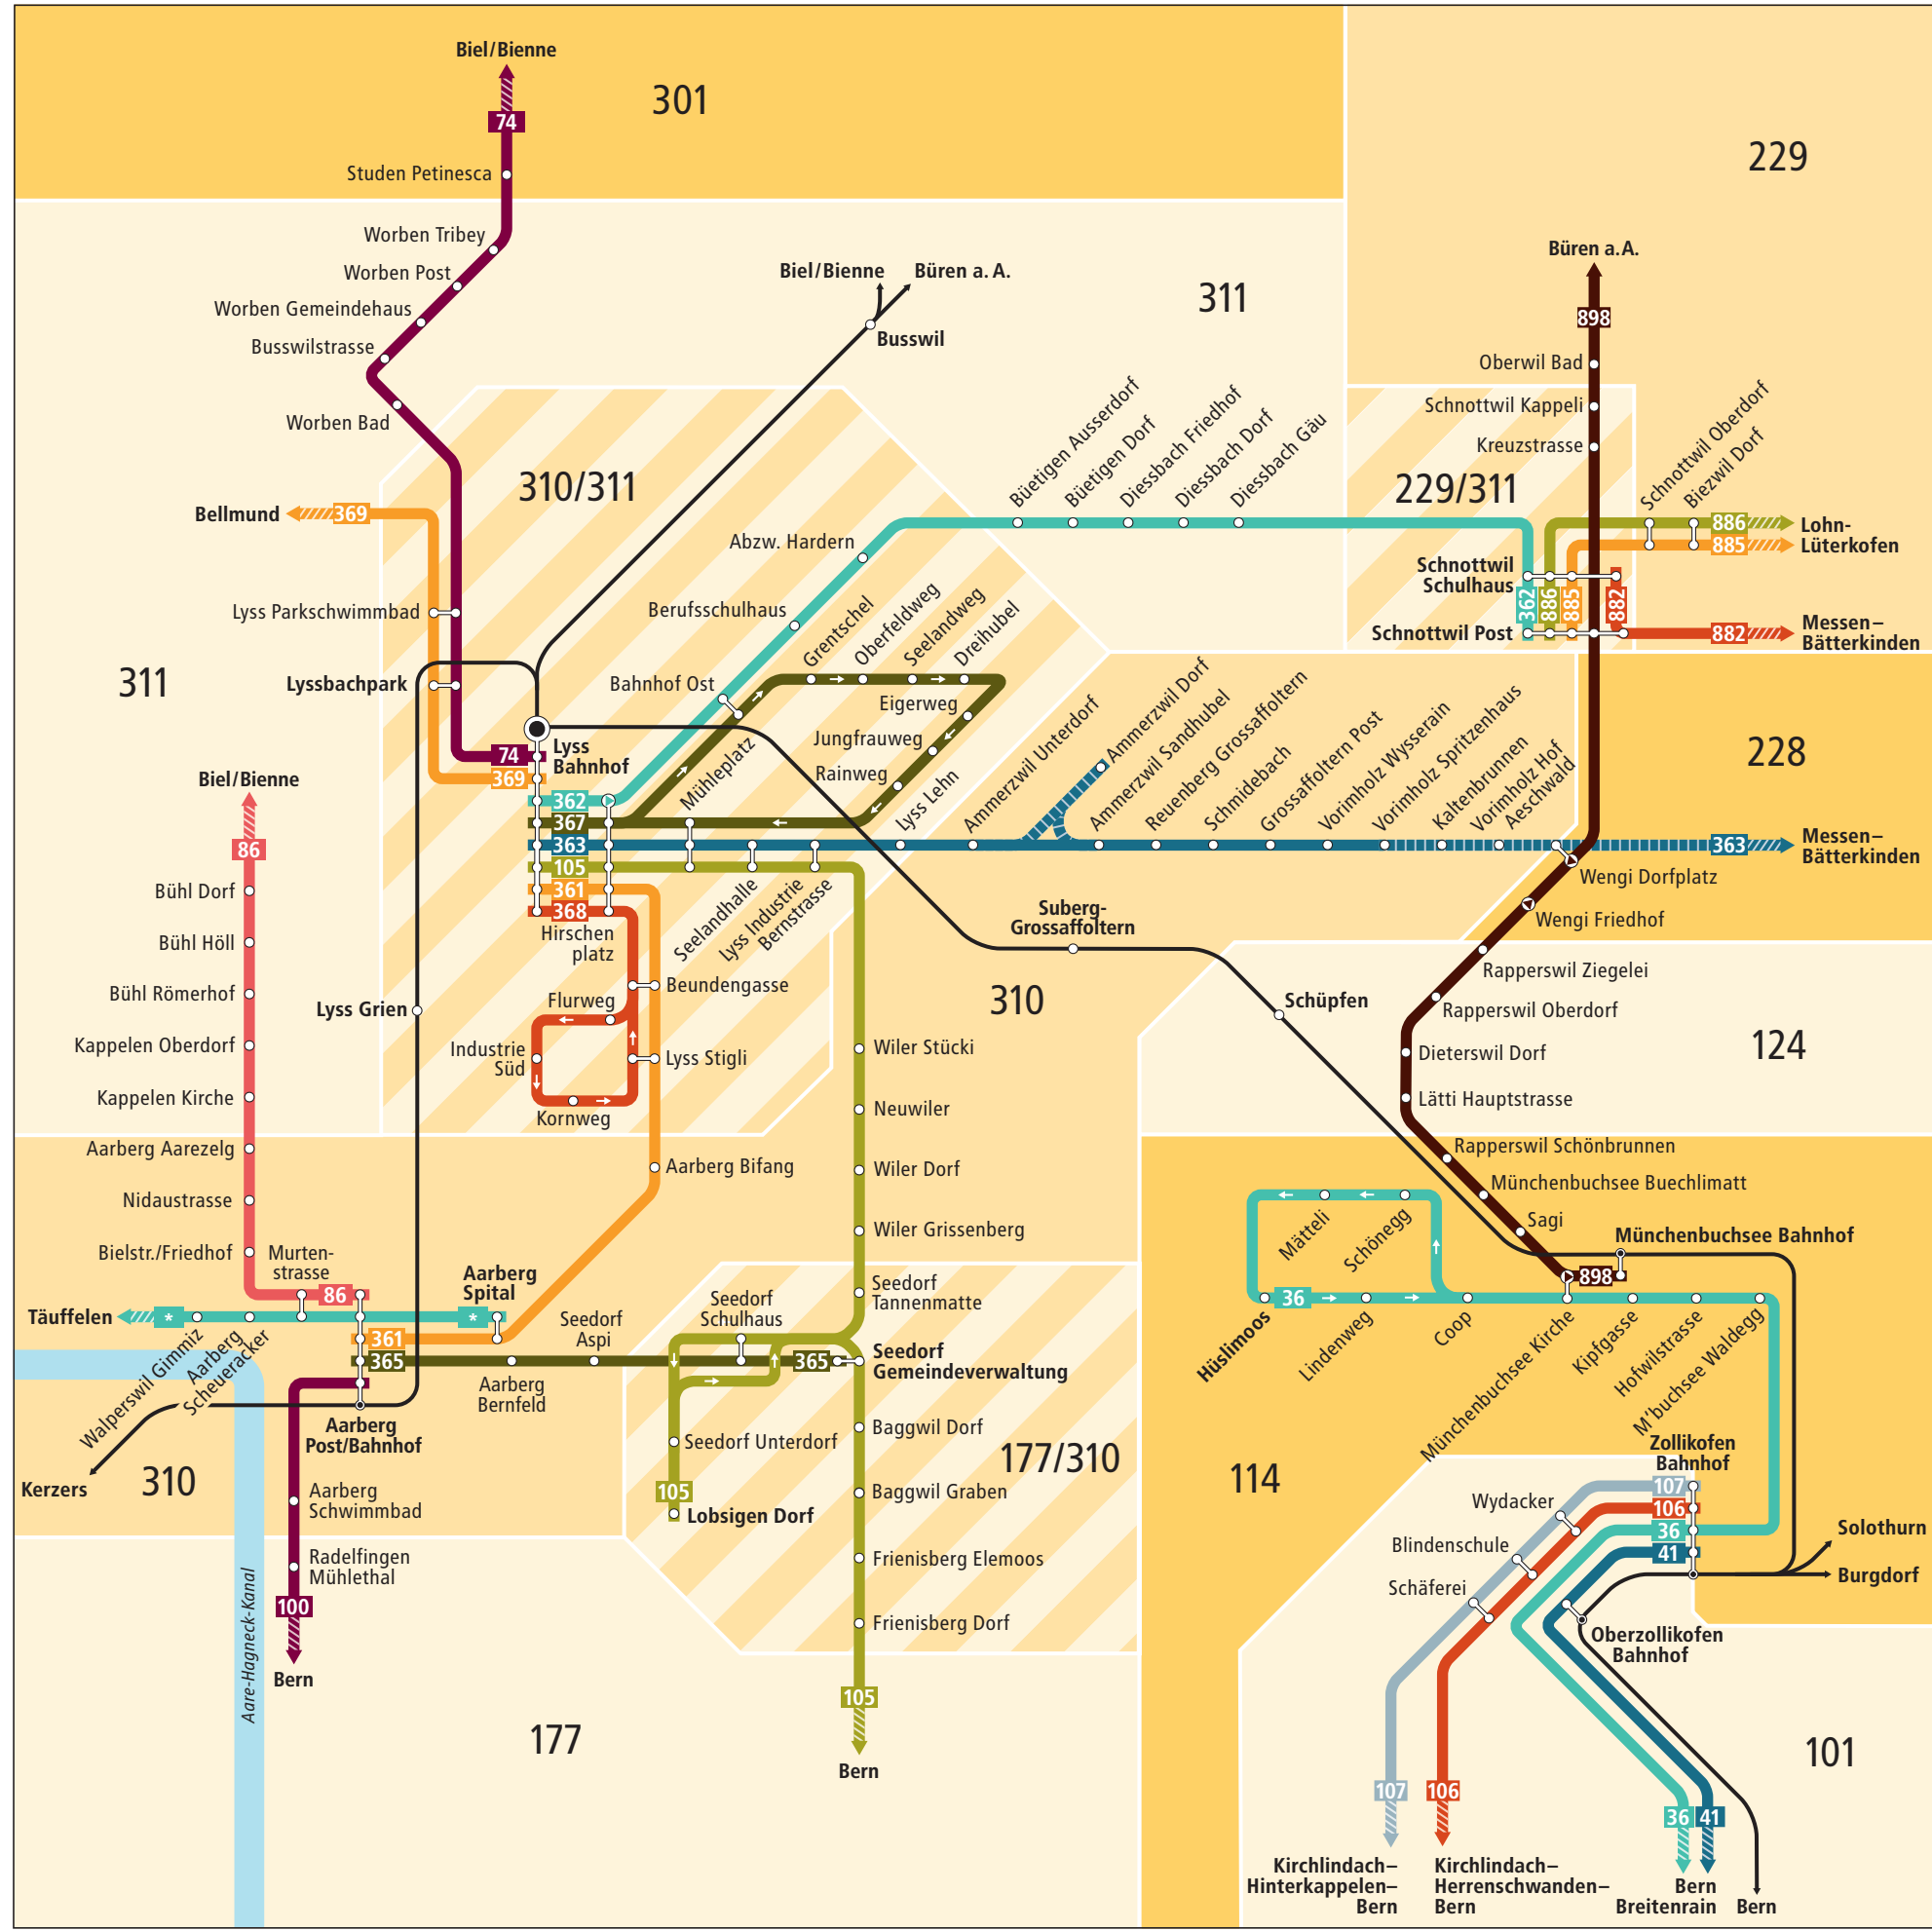 Biel/Bienne
301
74
229
Studen Petinesca
Worben Tribey
Büren a.A.
Worben Post
Biel/Bienne
Büren a. A.
311
Worben Gemeindehaus
898
Busswil
Busswilstrasse
Oberwil Bad
Worben Bad
Schnottwil Kappeli
Kreuzstrasse
310/311
229/311
Büetigen Ausserdorf
Büetigen Dorf
Diessbach Friedhof
Diessbach Dorf
Diessbach Gäu
Schnottwil Oberdorf
Biezwil Dorf
Bellmund
369
886
885
Lohn-
Lüterkofen
Abzw. Hardern
Schnottwil
Schulhaus
362
886
885
882
Lyss Parkschwimmbad
Berufsschulhaus
Schnottwil Post
882
Messen–
Bätterkinden
Grentschel
Oberfeldweg
Seelandweg
Dreihubel
311
Lyssbachpark
Bahnhof Ost
Eigerweg
Jungfrauweg
Rainweg
228
74
Lyss
Bahnhof
369
Mühleplatz
Lyss Lehn
Ammerzwil Unterdorf
Ammerzwil Dorf
Ammerzwil Sandhubel
Reuenberg Grossaffoltern
Schmidebach
Grossaffoltern Post
Vorimholz Wysserain
Vorimholz Spritzenhaus
Kaltenbrunnen
Vorimholz Hof
Aeschwald
Biel/Bienne
362
367
363
105
361
368
363
Messen–
Bätterkinden
86
Wengi Dorfplatz
Bühl Dorf
Wengi Friedhof
Hirschen
platz
Seelandhalle
Lyss Industrie
Bernstrasse
Suberg-
Grossaffoltern
Bühl Höll
Rapperswil Ziegelei
Beundengasse
Bühl Römerhof
Flurweg
Lyss Grien
310
Schüpfen
Rapperswil Oberdorf
Kappelen Oberdorf
Industrie
Süd
Lyss Stigli
Wiler Stücki
Dieterswil Dorf
124
Kappelen Kirche
Kornweg
Neuwiler
Lätti Hauptstrasse
Aarberg Aarezelg
Aarberg Bifang
Wiler Dorf
Rapperswil Schönbrunnen
Nidaustrasse
Münchenbuchsee Buechlimatt
Wiler Grissenberg
Mätteli
Schönegg
Sagi
Münchenbuchsee Bahnhof
Bielstr./Friedhof
Murten-
strasse
86
Aarberg
Spital
Seedorf
Tannenmatte
898
Täuffelen
*
*
Seedorf
Schulhaus
36
361
Seedorf
Aspi
365
365
Seedorf
Gemeindeverwaltung
Hüslimoos
Lindenweg
Coop
Münchenbuchsee Kirche
Kipfgasse
Hofwilstrasse
M'buchsee Waldegg
Walperswil Gimmiz
Aarberg
Scheueräcker
Aarberg
Bernfeld
Aarberg
Post/Bahnhof
Baggwil Dorf
Seedorf Unterdorf
177/310
Kerzers
310
105
Lobsigen Dorf
Baggwil Graben
114
Zollikofen
Bahnhof
107
106
36
41
Aarberg
Schwimmbad
Wydacker
Solothurn
Radelfingen
Mühlethal
Frienisberg Elemoos
Blindenschule
Burgdorf
Schäferei
100
Aare-Hagneck-Kanal
Frienisberg Dorf
Oberzollikofen
Bahnhof
Bern
105
177
101
Bern
107
106
36
41
Kirchlindach–
Hinterkappelen–
Bern
Kirchlindach–
Herrenschwanden–
Bern
Bern
Breitenrain
Bern